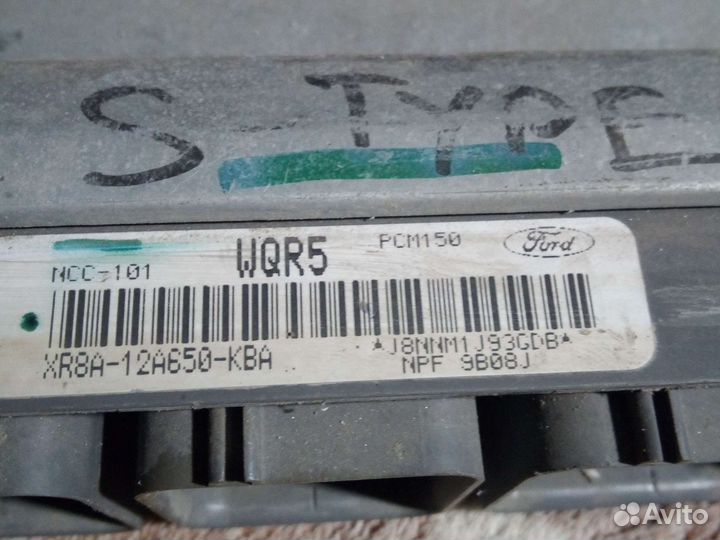 S-TYPE
NCC-101 WQR5 PCM150 Ford
XR8A-12A650-KBA *J8NNM1J93GDB*
NPF 9B08J
Avito